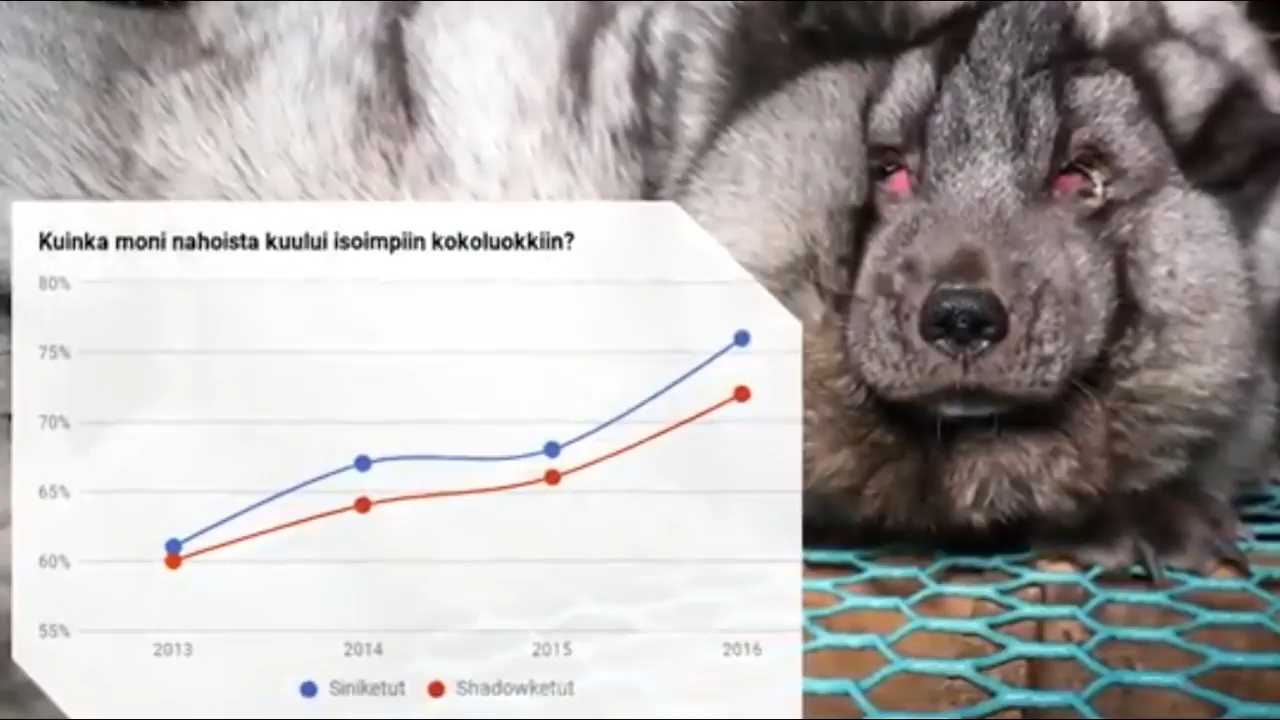 Kuinka moni nahoista kuului isoimpiin kokoluokkiin?
80%
75%
70%
65%
60%
55%
2013 2014 2015 2016
Siniketut Shadowketut